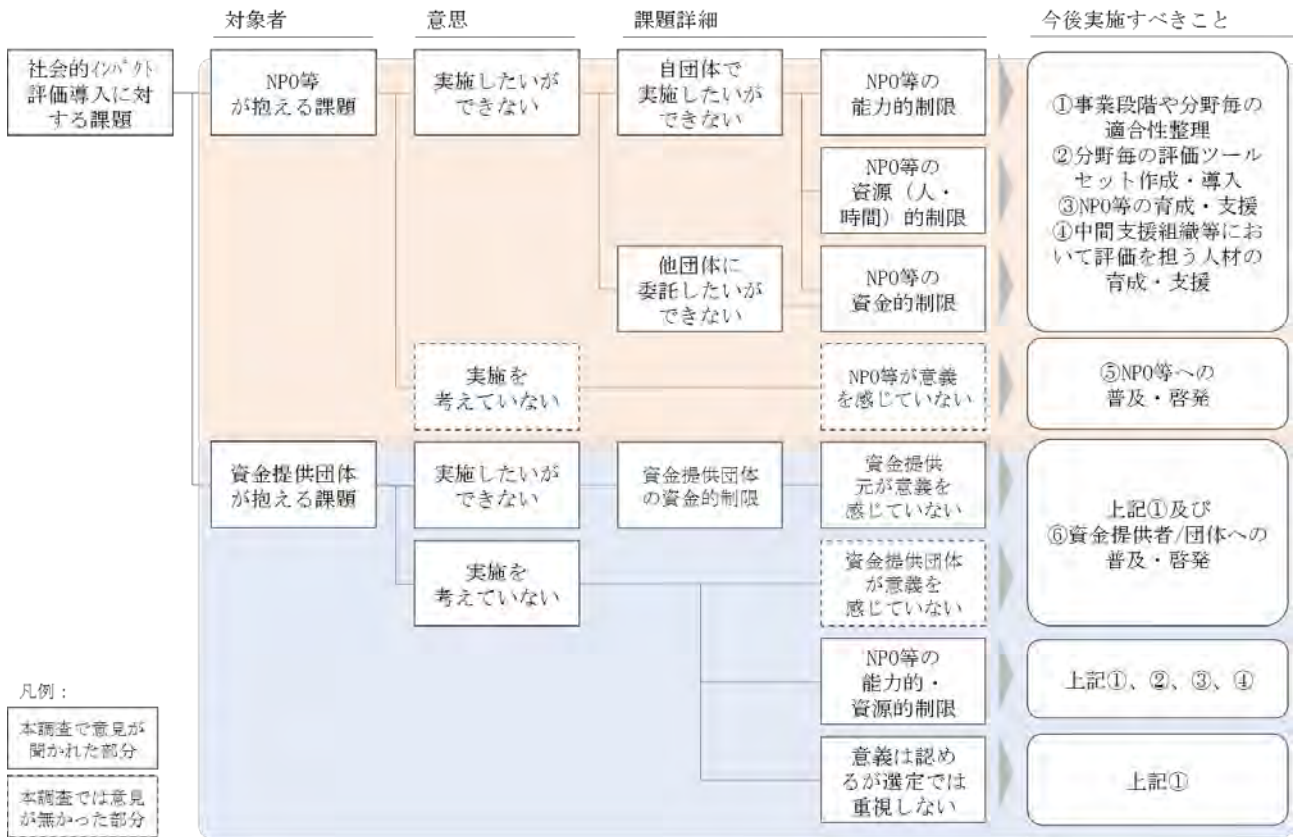 対象者
意思
課題詳細
今後実施すべきこと
社会的インパクト
評価導入に対
する課題
NPO等
が抱える課題
実施したいが
できない
自団体で
実施したいが
できない
NPO等の
能力的制限
①事業段階や分野毎の
適合性整理
②分野毎の評価ツール
セット作成・導入
③NPO等の育成・支援
④中間支援組織等にお
いて評価を担う人材の
育成・支援
NPO等の
資源（人・
時間）的制限
他団体に
委託したいが
できない
NPO等の
資金的制限
実施を
考えていない
NPO等が意義
を感じていない
⑤NPO等への
普及・啓発
資金提供団体
が抱える課題
実施したいが
できない
資金提供団体
の資金的制限
資金提供
元が意義を
感じていない
上記①及び
⑥資金提供者/団体への
普及・啓発
実施を
考えていない
資金提供団体
が意義を
感じていない
NPO等の
能力的・
資源的制限
上記①、②、③、④
意義は認め
るが選定では
重視しない
上記①
凡例：
本調査で意見が
聞かれた部分
本調査では意見
が無かった部分